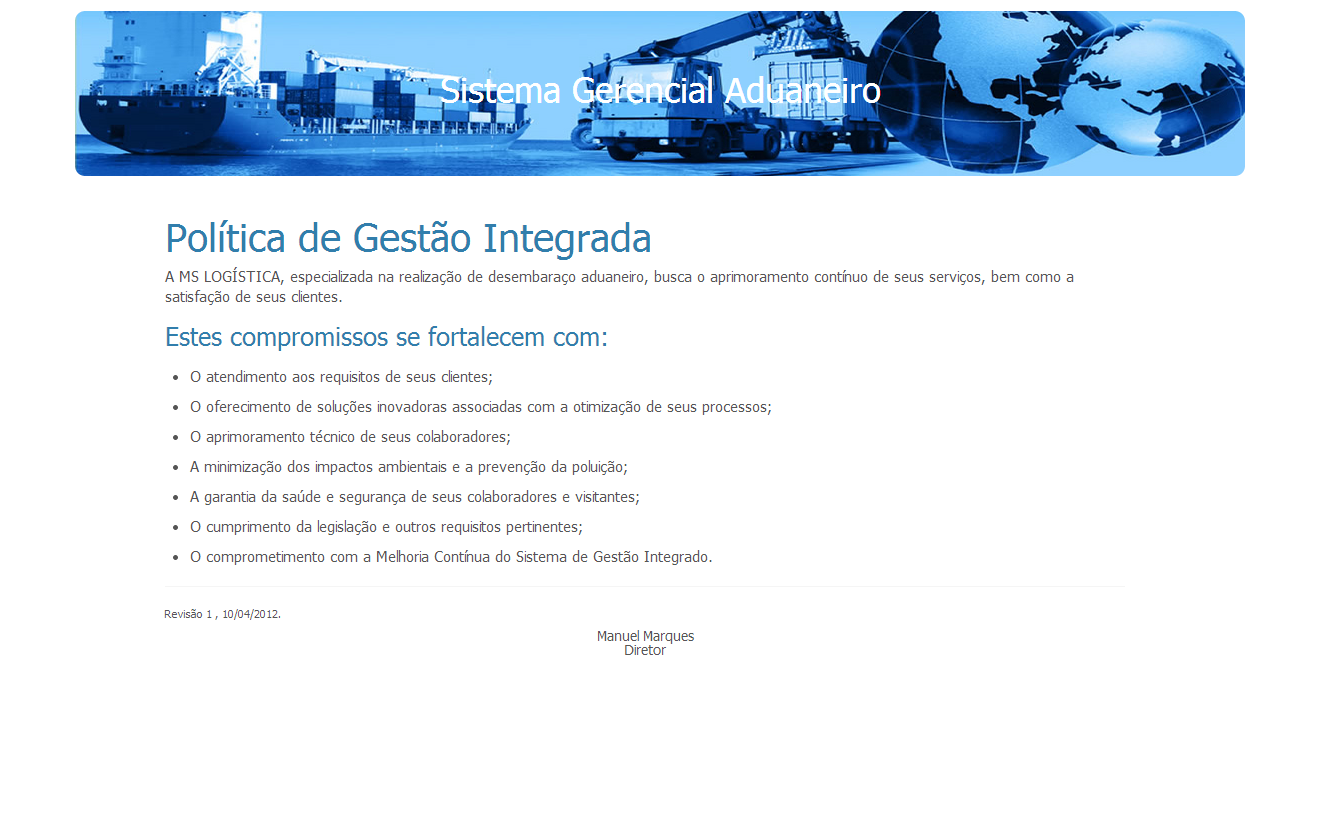 Sistema Gerencial Aduaneiro
Política de Gestão Integrada
A MS LOGÍSTICA, especializada na realização de desembaraço aduaneiro, busca o aprimoramento contínuo de seus serviços, bem como a
satisfação de seus clientes.
Estes compromissos se fortalecem com:
• O atendimento aos requisitos de seus clientes;
• O oferecimento de soluções inovadoras associadas com a otimização de seus processos;
• O aprimoramento técnico de seus colaboradores;
• A minimização dos impactos ambientais e a prevenção da poluição;
• A garantia da saúde e segurança de seus colaboradores e visitantes;
• O cumprimento da legislação e outros requisitos pertinentes;
• O comprometimento com a Melhoria Contínua do Sistema de Gestão Integrado.
Revisão 1 , 10/04/2012.
Manuel Marques
Diretor